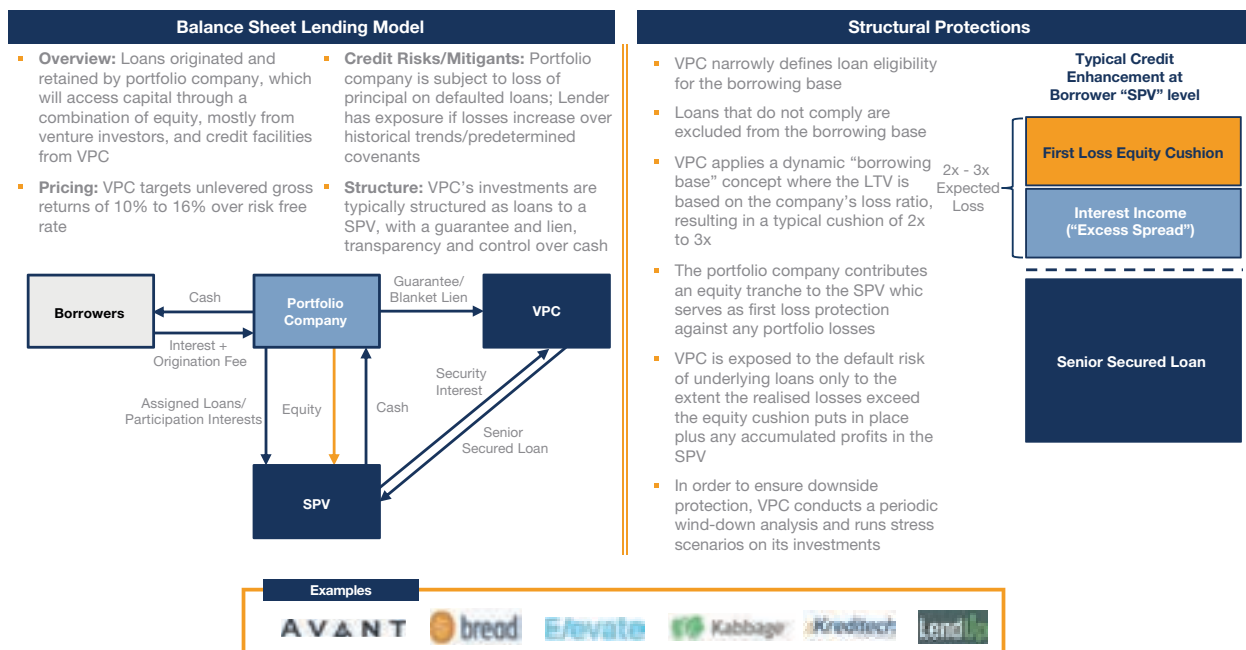 Balance Sheet Lending Model
Overview: Loans originated and
retained by portfolio company, which
will access capital through a
combination of equity, mostly from
venture investors, and credit facilities
from VPC
Pricing: VPC targets unlevered gross
returns of 10% to 16% over risk free
rate
Credit Risks/Mitigants: Portfolio
company is subject to loss of
principal on defaulted loans; Lender
has exposure if losses increase over
historical trends/predetermined
covenants
Structure: VPC's investments are
typically structured as loans to a
SPV, with a guarantee and lien,
transparency and control over cash
Borrowers
Cash
Interest +
Origination Fee
Portfolio
Company
Guarantee/
Blanket Lien
VPC
Assigned Loans/
Participation Interests
Equity
Cash
Security
Interest
Senior
Secured Loan
SPV
Structural Protections
VPC narrowly defines loan eligibility
for the borrowing base
Loans that do not comply are
excluded from the borrowing base
VPC applies a dynamic "borrowing
base" concept where the LTV is
based on the company's loss ratio,
resulting in a typical cushion of 2x
to 3x
The portfolio company contributes
an equity tranche to the SPV whic
serves as first loss protection
against any portfolio losses
VPC is exposed to the default risk
of underlying loans only to the
extent the realised losses exceed
the equity cushion puts in place
plus any accumulated profits in the
SPV
In order to ensure downside
protection, VPC conducts a periodic
wind-down analysis and runs stress
scenarios on its investments
Typical Credit
Enhancement at
Borrower "SPV" level
2x - 3x
Expected
Loss
First Loss Equity Cushion
Interest Income
("Excess Spread")
Senior Secured Loan
Examples
AVANT
bread
Elevate
Kabbage
Kreditech
LendUp